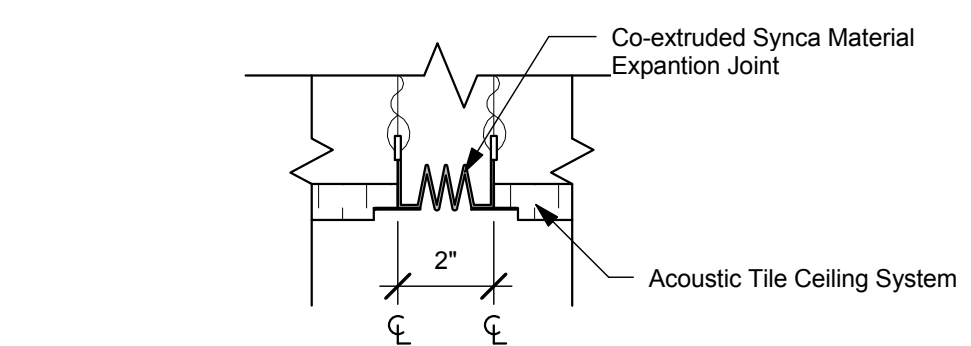 Co-extruded Synca Material
Expantion Joint
2"
Acoustic Tile Ceiling System
℄ ℄